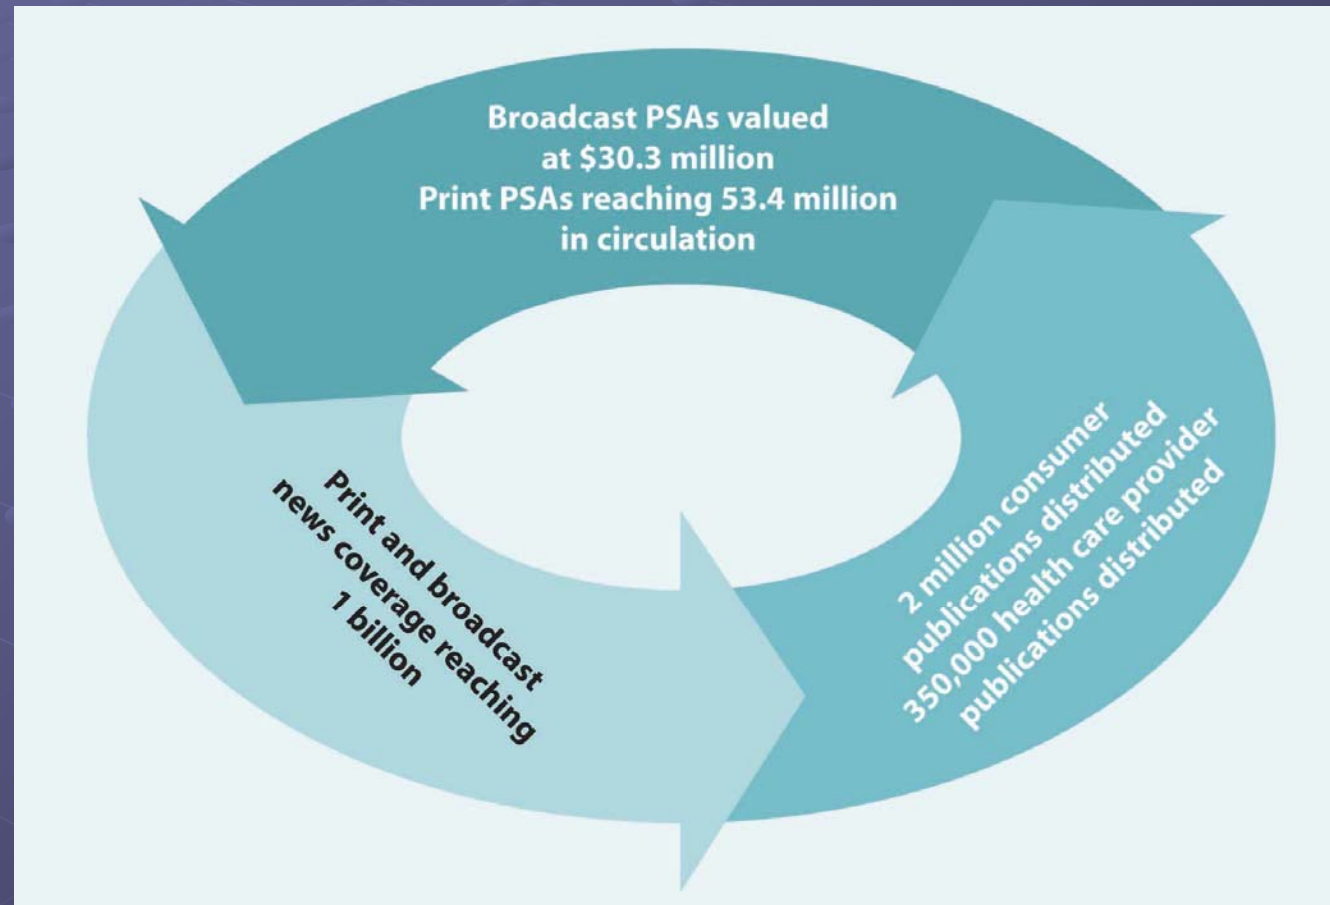 Broadcast PSAs valued
at $30.3 million
Print PSAs reaching 53.4 million
in circulation
Print and broadcast
news coverage reaching
1 billion
2 million consumer
publications distributed
350,000 health care provider
publications distributed